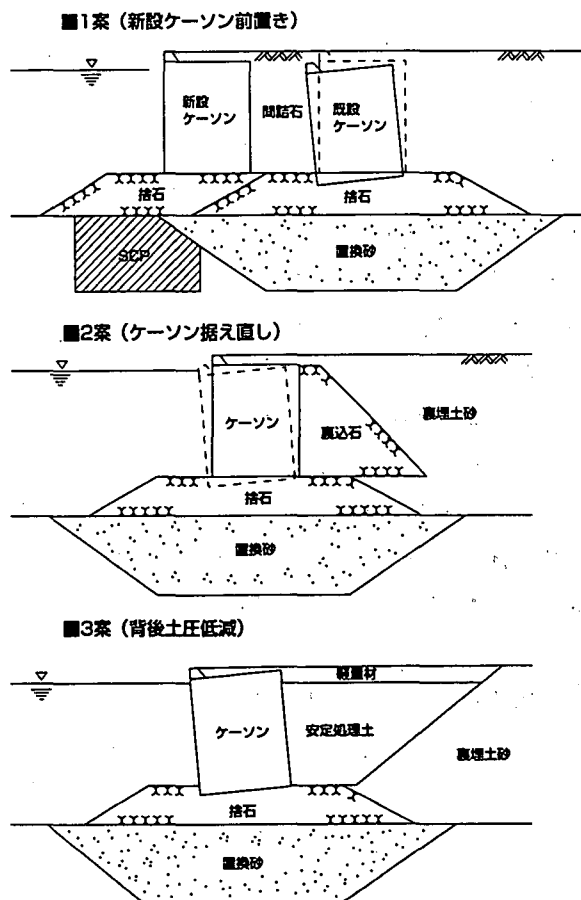 ■1案（新設ケーソン前置き）
新設
ケーソン
間詰石
既設
ケーソン
捨石
捨石
SCP
置換砂
■2案（ケーソン据え直し）
ケーソン
裏込石
裏埋土砂
捨石
置換砂
■3案（背後土圧低減）
軽量材
ケーソン
安定処理土
裏埋土砂
捨石
置換砂